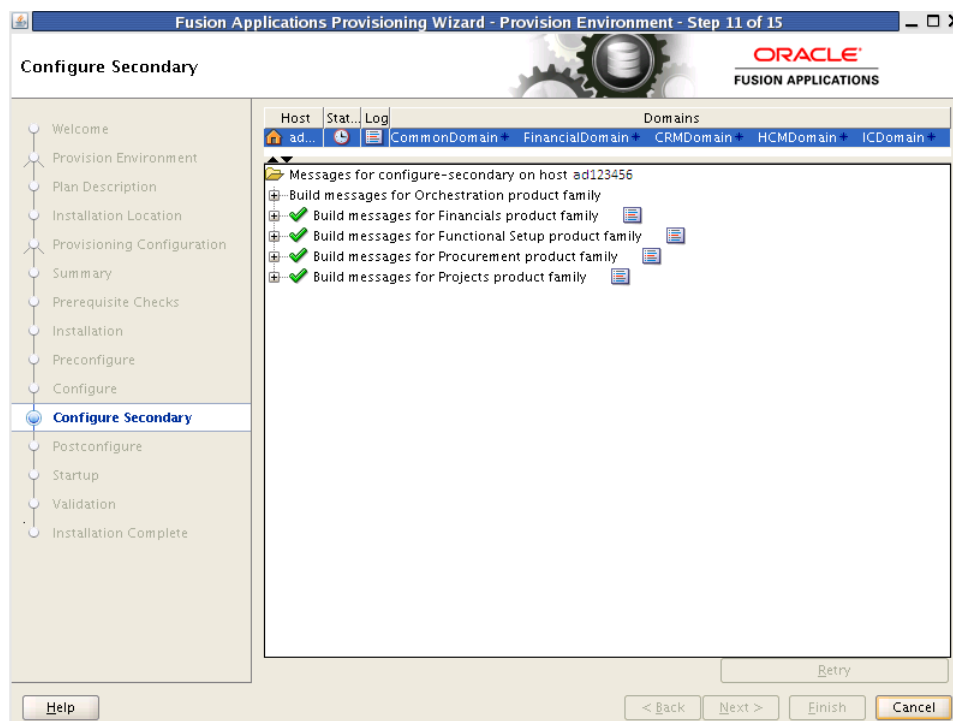 Fusion Applications Provisioning Wizard - Provision Environment - Step 11 of 15
Configure Secondary
ORACLE
FUSION APPLICATIONS
Welcome
Provision Environment
Plan Description
Installation Location
Provisioning Configuration
Summary
Prerequisite Checks
Installation
Preconfigure
Configure
Configure Secondary
Postconfigure
Startup
Validation
Installation Complete
Host Stat... Log Domains
ad... CommonDomain+ FinancialDomain+ CRMDomain+ HCMDomain+ ICDomain+
Messages for configure-secondary on host ad123456
Build messages for Orchestration product family
Build messages for Financials product family
Build messages for Functional Setup product family
Build messages for Procurement product family
Build messages for Projects product family
Retry
Help < Back Next > Finish Cancel